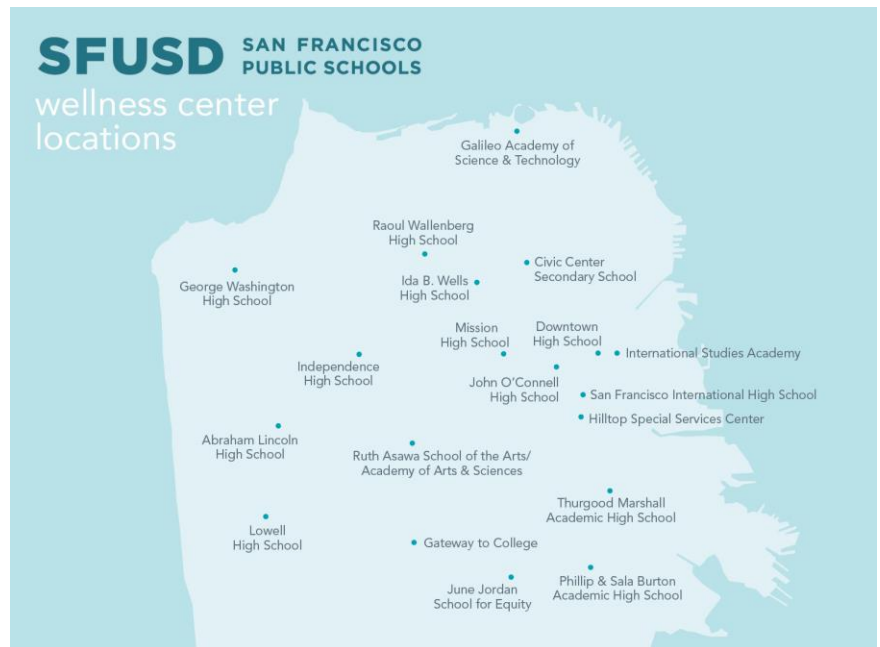 SFUSD SAN FRANCISCO
PUBLIC SCHOOLS
wellness center
locations
Galileo Academy of
Science & Technology
Raoul Wallenberg
High School
Civic Center
Secondary School
George Washington
High School
Ida B. Wells
High School
Mission
High School
Downtown
High School
International Studies Academy
Independence
High School
John O'Connell
High School
San Francisco International High School
Hilltop Special Services Center
Abraham Lincoln
High School
Ruth Asawa School of the Arts/
Academy of Arts & Sciences
Thurgood Marshall
Academic High School
Lowell
High School
Gateway to College
June Jordan
School for Equity
Phillip & Sala Burton
Academic High School